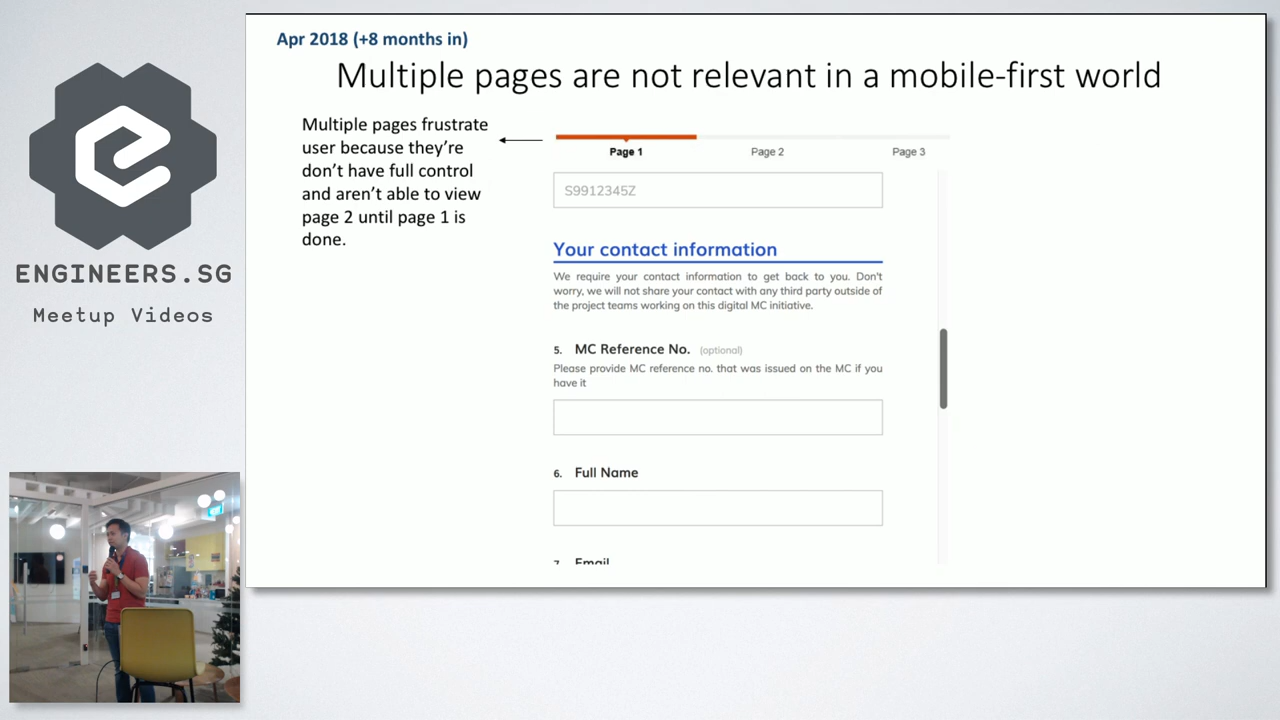 Apr 2018 (+8 months in)
Multiple pages are not relevant in a mobile-first world
Multiple pages frustrate
user because they're
don't have full control
and aren't able to view
page 2 until page 1 is
done.
Page 1
Page 2
Page 3
S9912345Z
Your contact information
We require your contact information to get back to you. Don't
worry, we will not share your contact with any third party outside of
the project teams working on this digital MC initiative.
5. MC Reference No. (optional)
Please provide MC reference no. that was issued on the MC if you
have it
6. Full Name
7. Email
ENGINEERS.SG
Meetup Videos